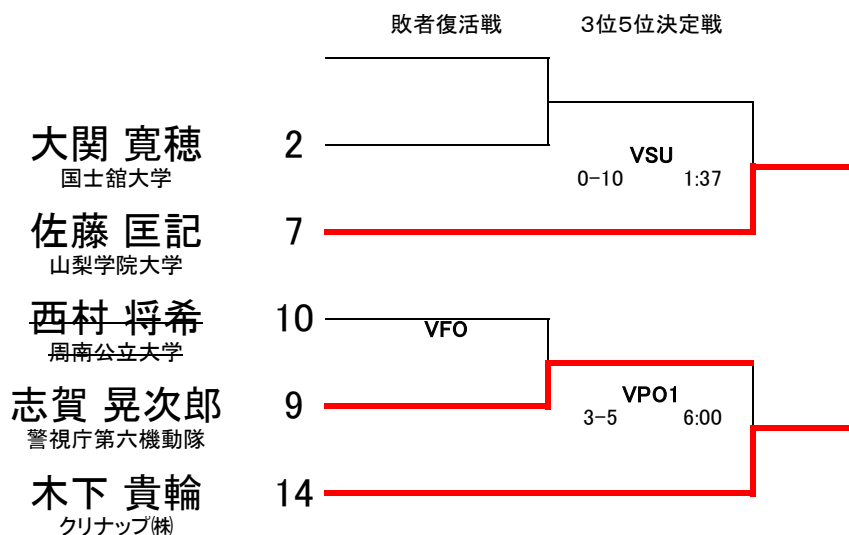 敗者復活戦 3位5位決定戦
大関 寛穂 2
国士舘大学
VSU
0-10 1:37
佐藤 匡記 7
山梨学院大学
西村 将希 10
周南公立大学
VFO
志賀 晃次郎 9
警視庁第六機動隊
VPO1
3-5 6:00
木下 貴輪 14
クリナップ㈱